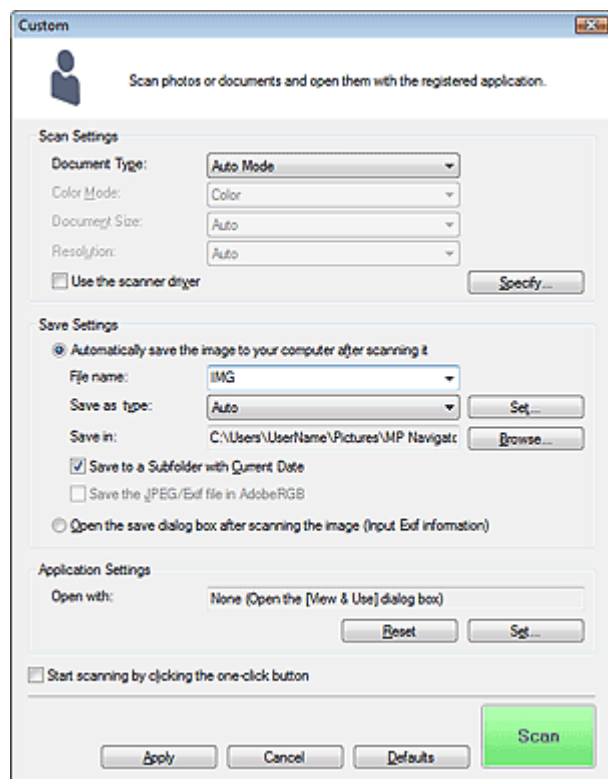 Custom
Scan photos or documents and open them with the registered application.
Scan Settings
Document Type: Auto Mode
Color Mode: Color
Document Size: Auto
Resolution: Auto
Use the scanner driver Specify...
Save Settings
Automatically save the image to your computer after scanning it
File name: IMG
Save as type: Auto Set...
Save in: C:\Users\UserName\Pictures\MP Navigatc Browse...
Save to a Subfolder with Current Date
Save the JPEG/Exif file in AdobeRGB
Open the save dialog box after scanning the image (Input Exif information)
Application Settings
Open with: None (Open the [View & Use] dialog box)
Reset Set...
Start scanning by clicking the one-click button
Scan
Apply Cancel Defaults